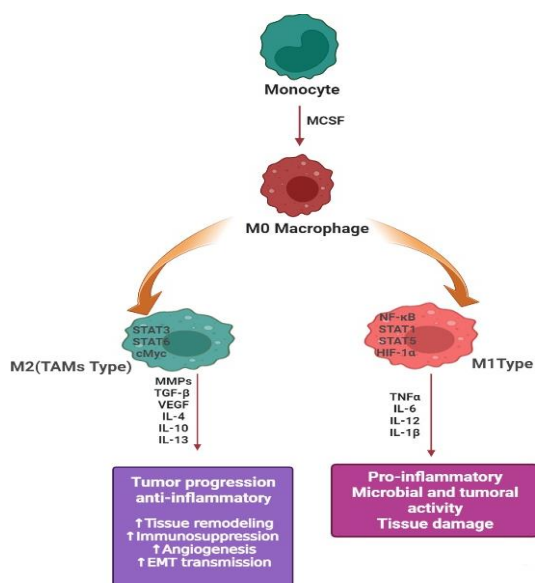 Monocyte
MCSF
M0 Macrophage
STAT3
STAT6
cMyc
M2(TAMs Type)
NF-κB
STAT1
STAT5
HIF-1α
M1Type
MMPs
TGF-β
VEGF
IL-4
IL-10
IL-13
TNFα
IL-6
IL-12
IL-1β
Tumor progression
anti-inflammatory
↑Tissue remodeling
↑Immunosuppression
↑Angiogenesis
↑EMT transmission
Pro-inflammatory
Microbial and tumoral
activity
Tissue damage